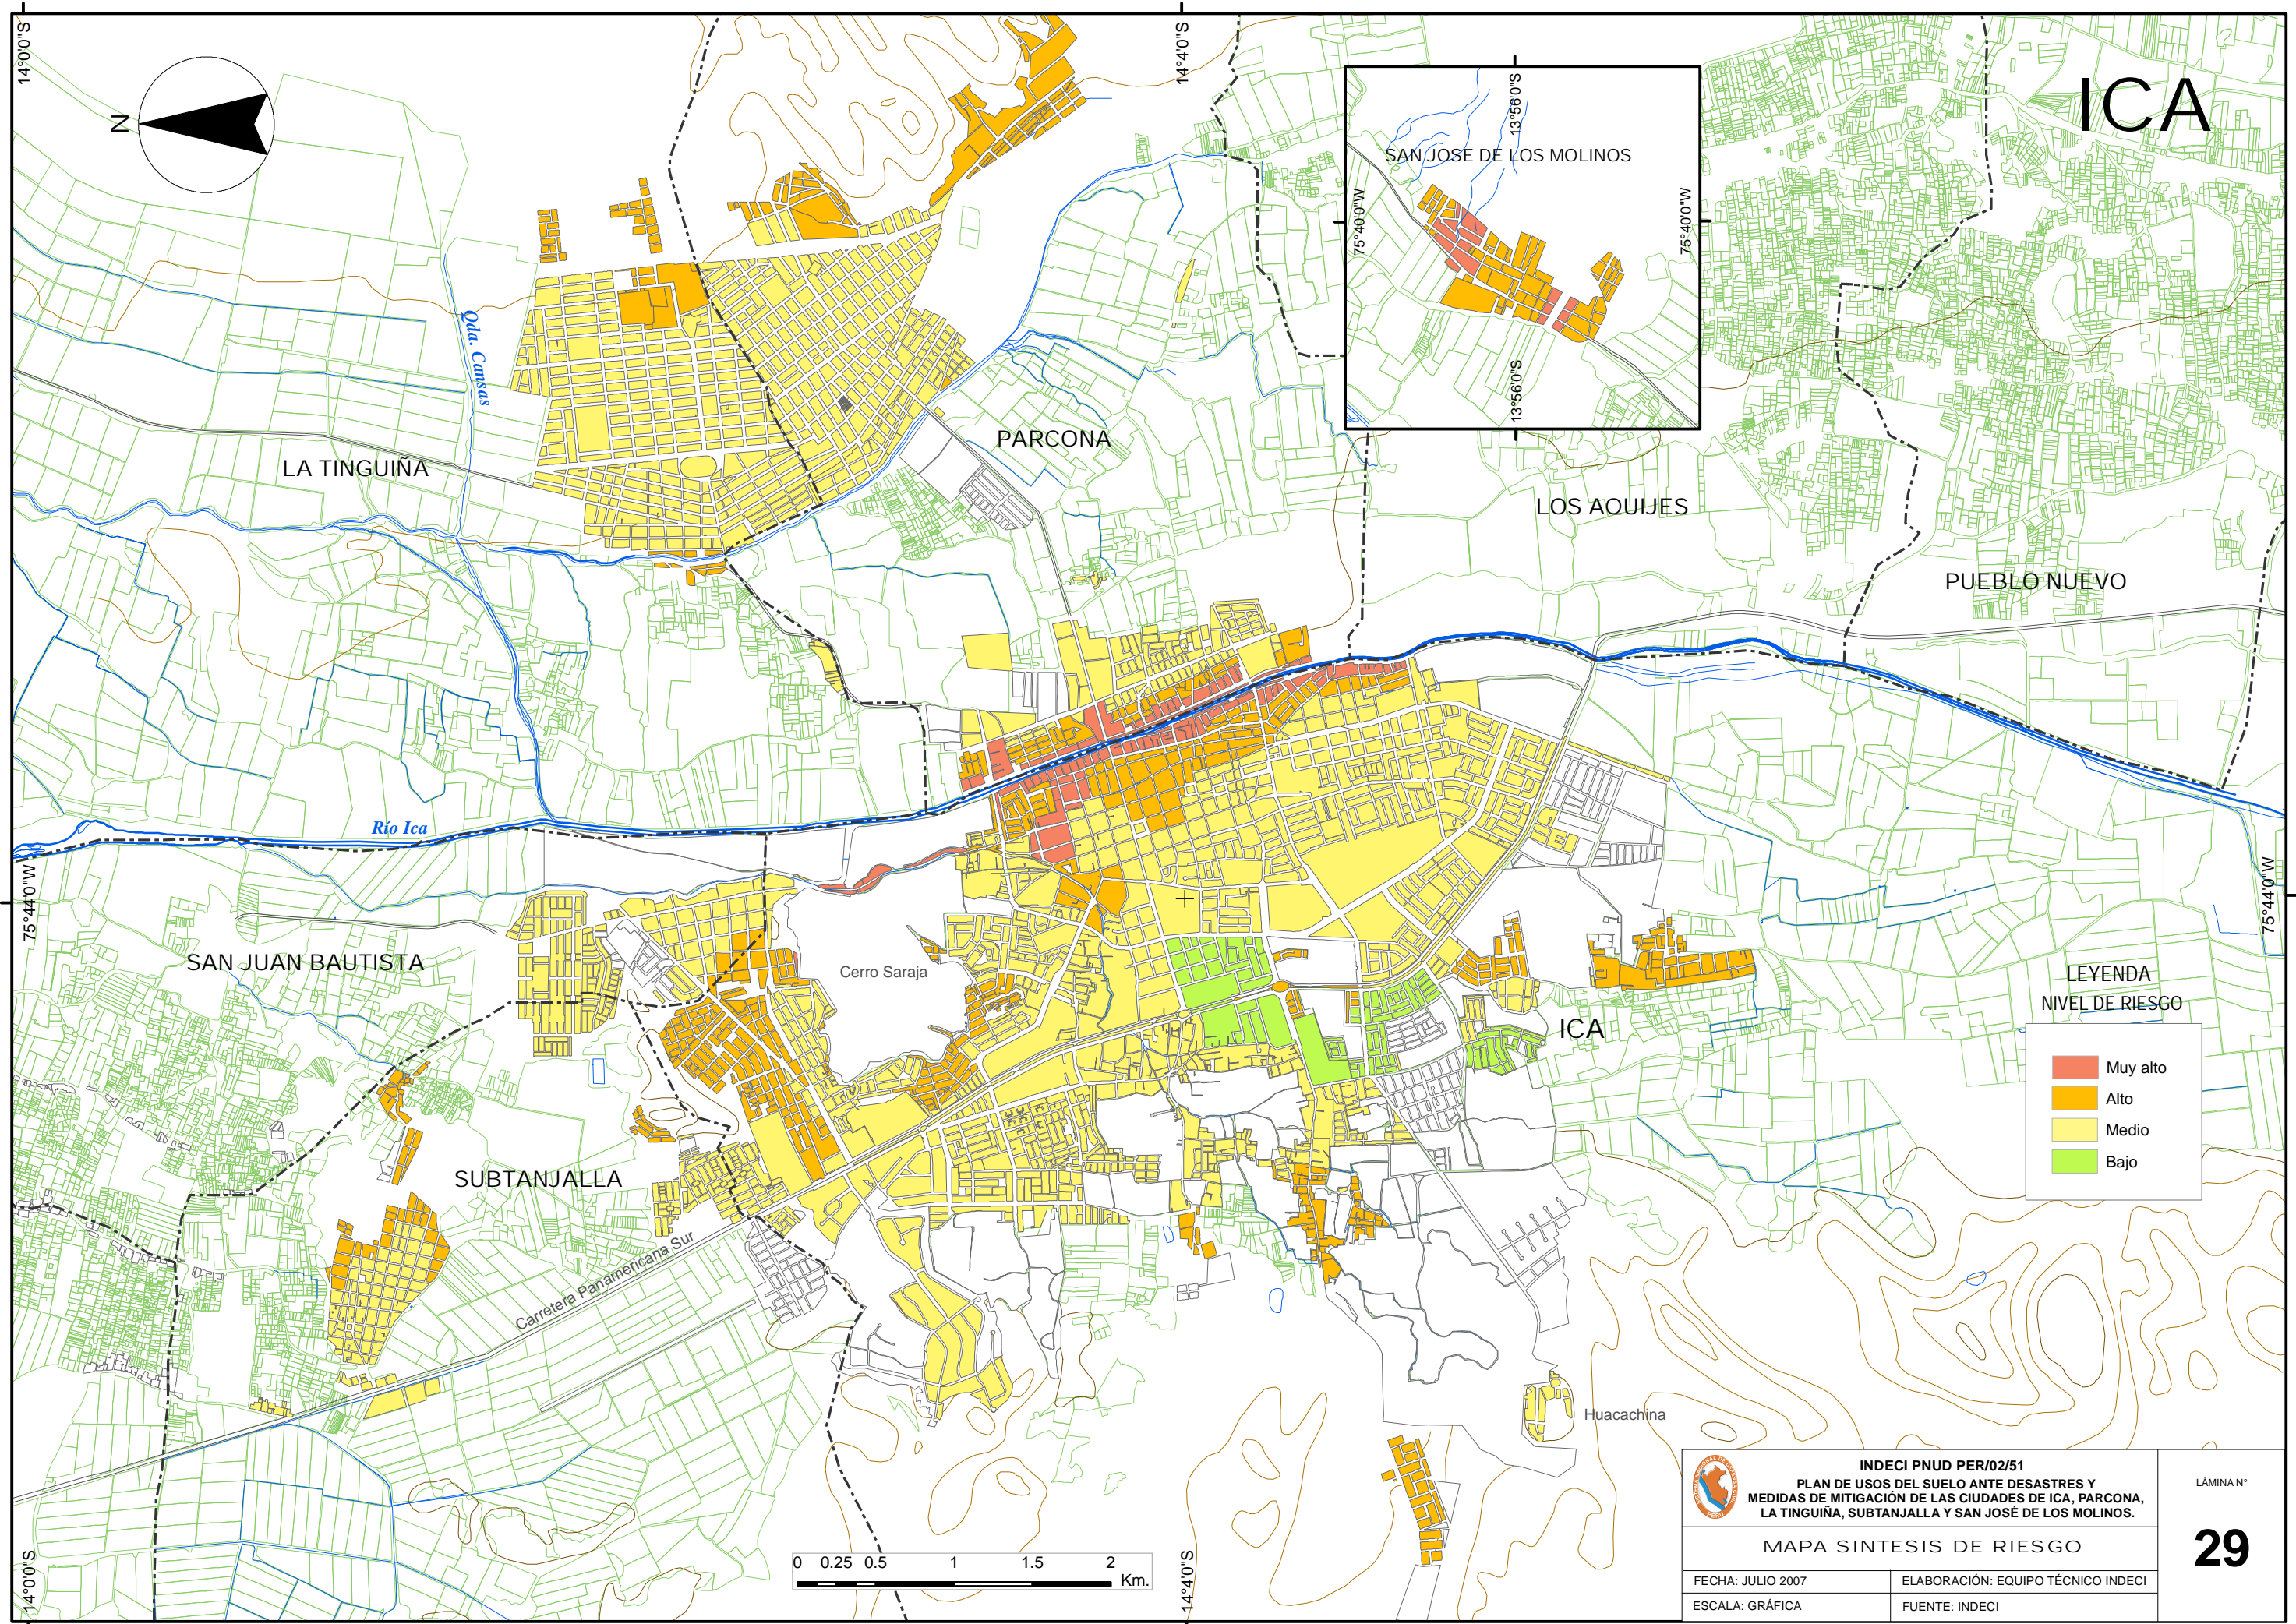 14°0'0"S
14°4'0"S
ICA
N
13°56'0"S
SAN JOSE DE LOS MOLINOS
75°40'0"W
75°40'0"W
13°56'0"S
Qda. Cansas
LA TINGUIÑA
PARCONA
LOS AQUIJES
PUEBLO NUEVO
Río Ica
75°44'0"W
75°44'0"W
SAN JUAN BAUTISTA
Cerro Saraja
ICA
LEYENDA
NIVEL DE RIESGO
Muy alto
Alto
Medio
Bajo
SUBTANJALLA
Carretera Panamericana Sur
Huacachina
0 0.25 0.5 1 1.5 2
Km.
14°0'0"S
14°4'0"S
INDECI PNUD PER/02/51
PLAN DE USOS DEL SUELO ANTE DESASTRES Y
MEDIDAS DE MITIGACIÓN DE LAS CIUDADES DE ICA, PARCONA,
LA TINGUIÑA, SUBTANJALLA Y SAN JOSÉ DE LOS MOLINOS.
MAPA SINTESIS DE RIESGO
FECHA: JULIO 2007
ELABORACIÓN: EQUIPO TÉCNICO INDECI
ESCALA: GRÁFICA
FUENTE: INDECI
LÁMINA N°
29
PERU